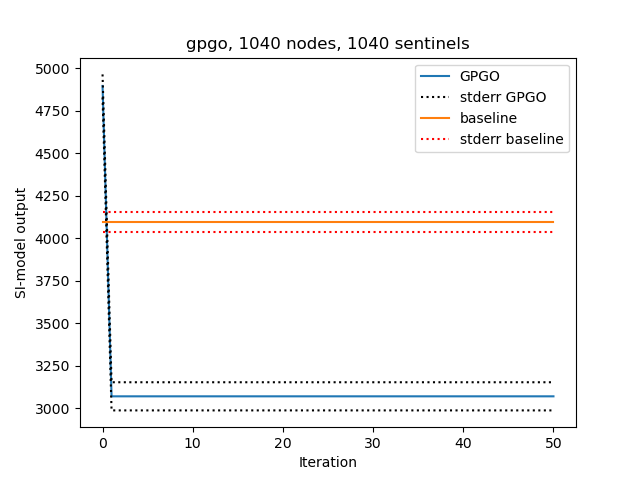 gpgo, 1040 nodes, 1040 sentinels
5000
4750
4500
4250
4000
3750
3500
3250
3000
SI-model output
GPGO
stderr GPGO
baseline
stderr baseline
0
10
20
30
40
50
Iteration